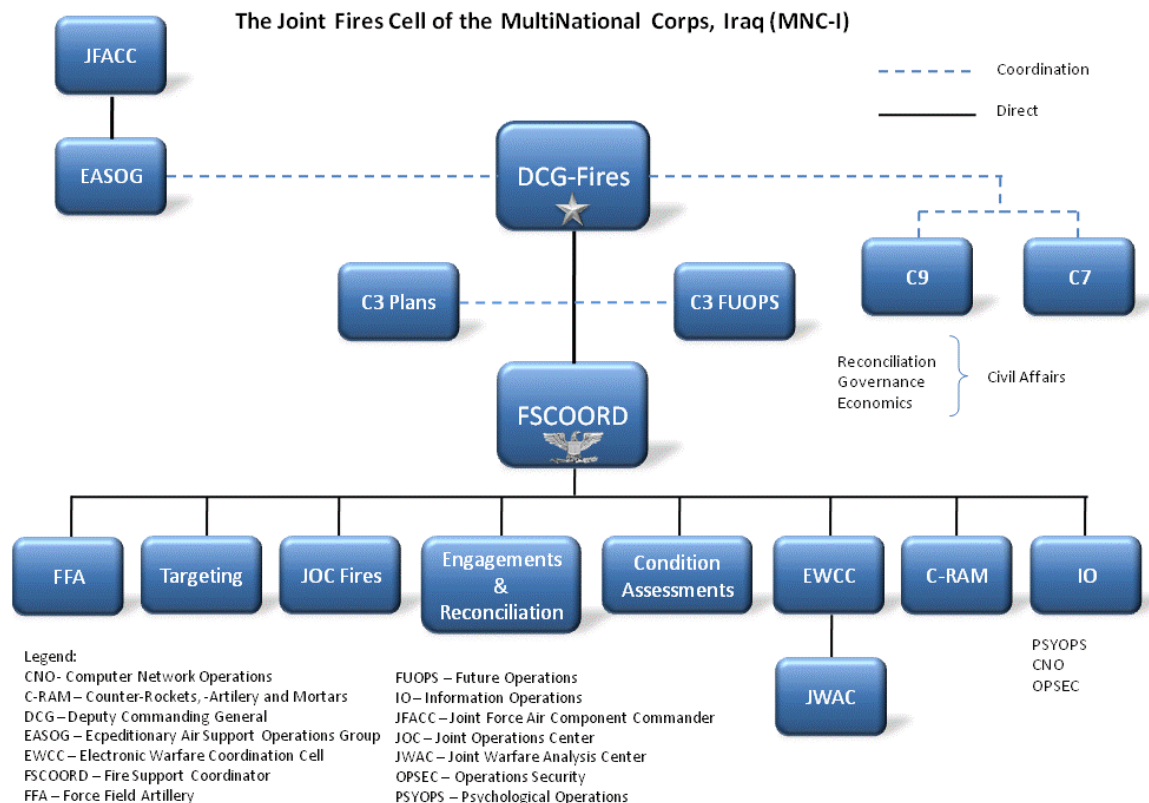 The Joint Fires Cell of the MultiNational Corps, Iraq (MNC-I)
JFACC
Coordination
Direct
EASOG
DCG-Fires
C9
C7
C3 Plans
C3 FUOPS
Reconciliation
Governance
Economics
Civil Affairs
FSCOORD
FFA
Targeting
JOC Fires
Engagements
&
Reconciliation
Condition
Assessments
EWCC
C-RAM
IO
PSYOPS
CNO
OPSEC
JWAC
Legend:
CNO- Computer Network Operations
C-RAM – Counter-Rockets, -Artilery and Mortars
DCG – Deputy Commanding General
EASOG – Ecpeditionary Air Support Operations Group
EWCC – Electronic Warfare Coordination Cell
FSCOORD – Fire Support Coordinator
FFA – Force Field Artillery
FUOPS – Future Operations
IO – Information Operations
JFACC – Joint Force Air Component Commander
JOC – Joint Operations Center
JWAC – Joint Warfare Analysis Center
OPSEC – Operations Security
PSYOPS – Psychological Operations